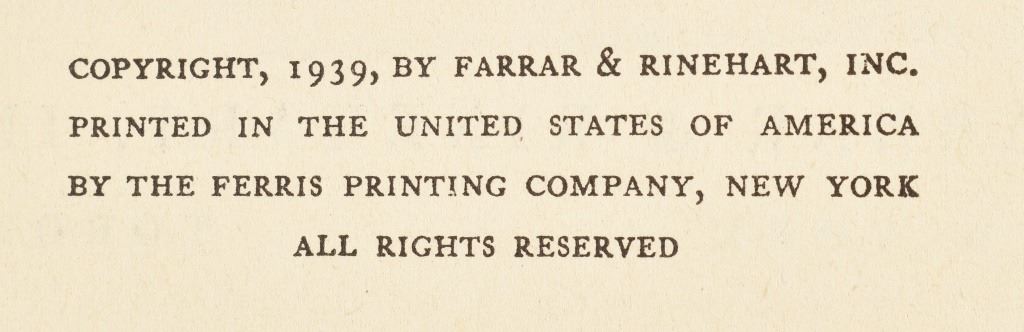 COPYRIGHT, 1939, BY FARRAR & RINEHART, INC.
PRINTED IN THE UNITED STATES OF AMERICA
BY THE FERRIS PRINTING COMPANY, NEW YORK
ALL RIGHTS RESERVED